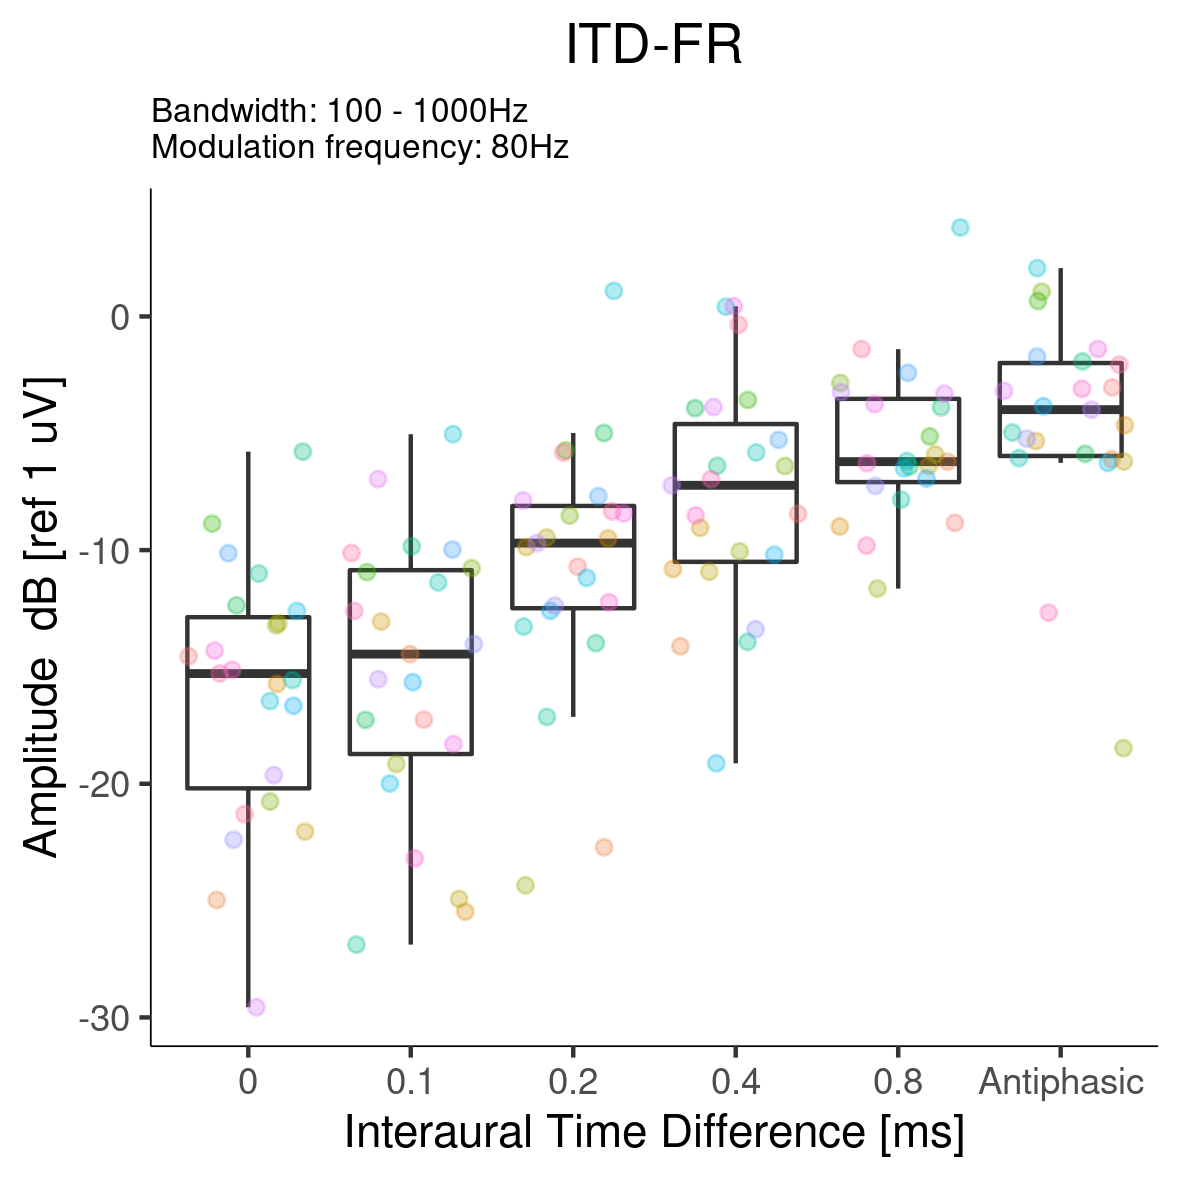 ITD-FR
Bandwidth: 100 - 1000Hz
Modulation frequency: 80Hz
Amplitude dB [ref 1 uV]
0
-10
-20
-30
0 0.1 0.2 0.4 0.8 Antiphasic
Interaural Time Difference [ms]